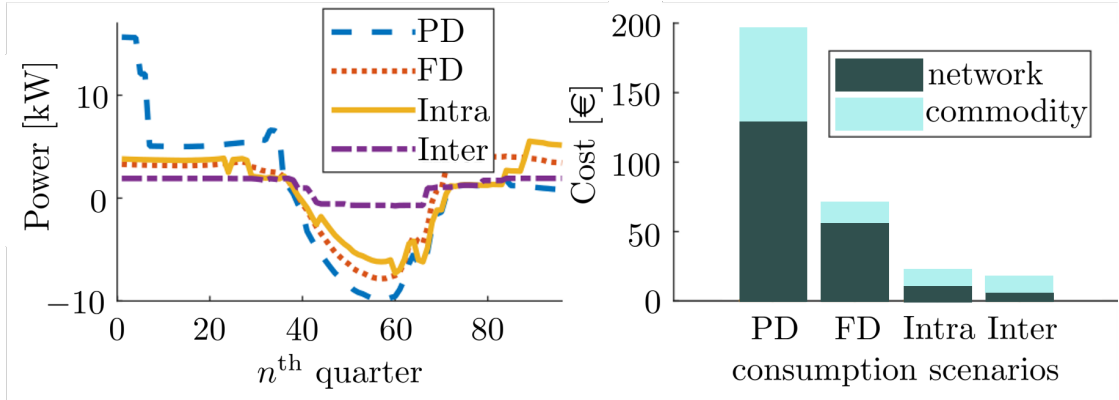 Power [kW]
10
0
−10
0
20
40
60
80
nᵗʰ quarter
PD
FD
Intra
Inter
Cost [€]
200
150
100
50
0
network
commodity
PD
FD
Intra
Inter
consumption scenarios